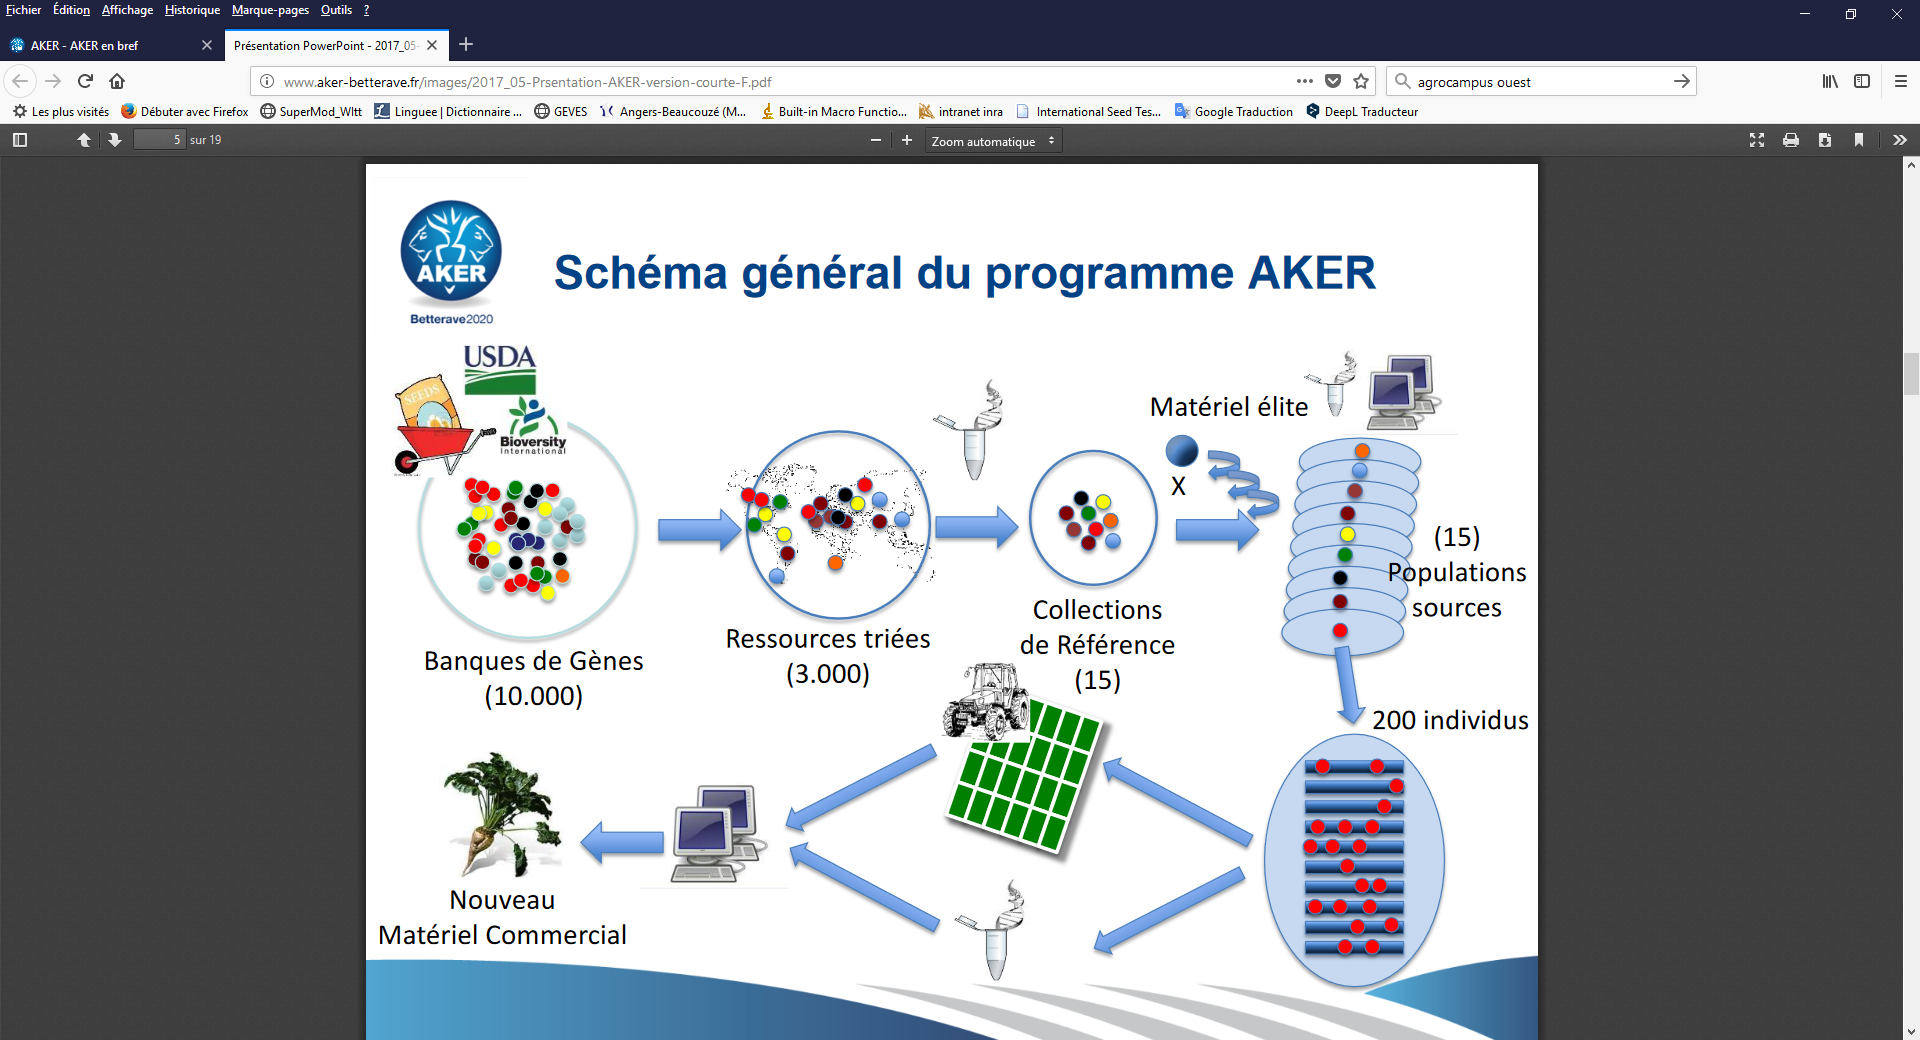 Fichier Édition Affichage Historique Marque-pages Outils ?
AKER - AKER en bref
Présentation PowerPoint - 2017_05-
www.aker-betterave.fr/images/2017_05-Prsentation-AKER-version-courte-F.pdf
agrocampus ouest
Les plus visités Débuter avec Firefox SuperMod_WItt Linguee | Dictionnaire ... GEVES Angers-Beaucouzé (M... Built-in Macro Functio... intranet inra International Seed Tes... Google Traduction DeepL Traducteur
5 sur 19
Zoom automatique
AKER
Betterave2020
Schéma général du programme AKER
USDA
SEEDS
Bioversity
International
Matériel élite
X
(15)
Populations
sources
Banques de Gènes
(10.000)
Ressources triées
(3.000)
Collections
de Référence
(15)
200 individus
Nouveau
Matériel Commercial